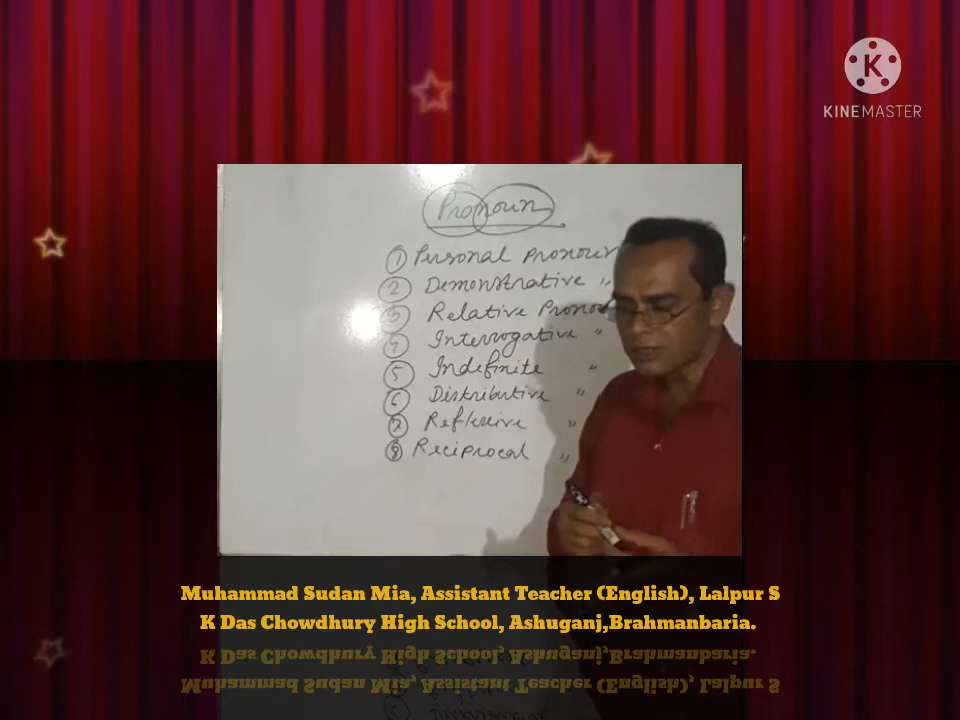 K
KINEMASTER
Pronoun
1 Personal Pronoun
2 Demonstrative "
3 Relative Pronou
4 Interrogative "
5 Indefinite "
6 Distributive "
7 Reflexive "
8 Reciprocal "
Muhammad Sudan Mia, Assistant Teacher (English), Lalpur S
K Das Chowdhury High School, Ashuganj,Brahmanbaria.